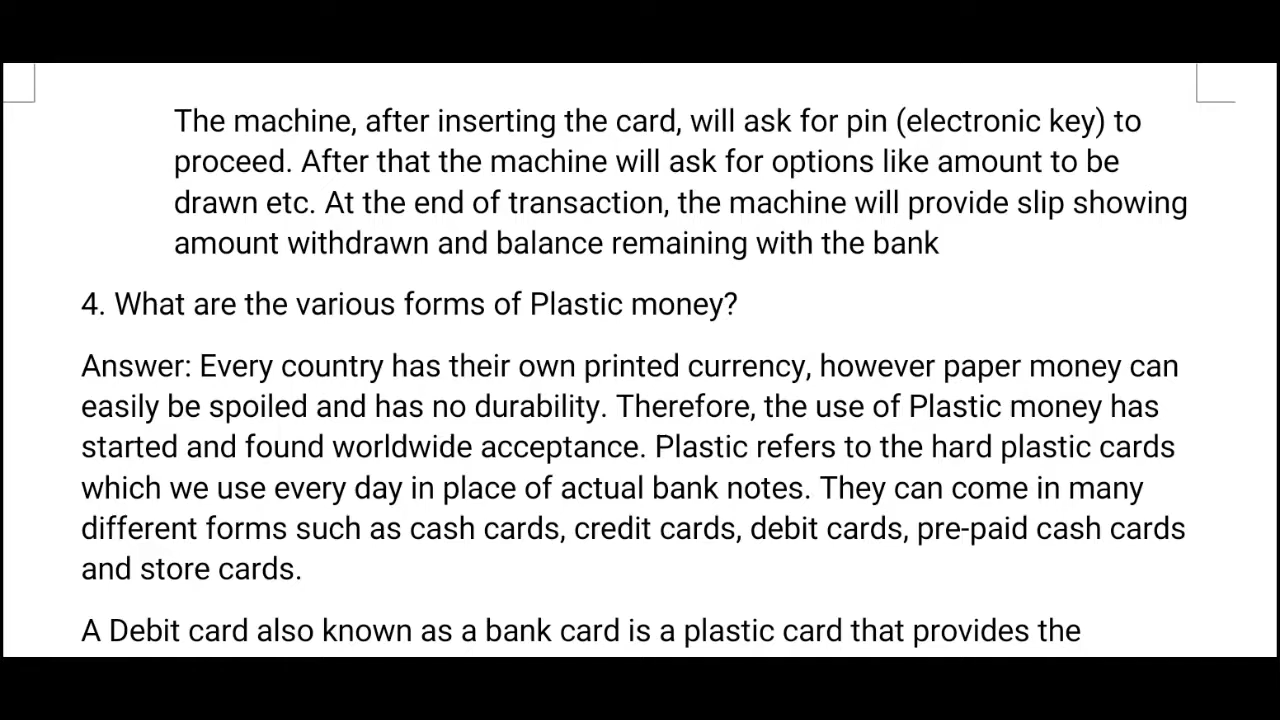 The machine, after inserting the card, will ask for pin (electronic key) to
proceed. After that the machine will ask for options like amount to be
drawn etc. At the end of transaction, the machine will provide slip showing
amount withdrawn and balance remaining with the bank
4. What are the various forms of Plastic money?
Answer: Every country has their own printed currency, however paper money can
easily be spoiled and has no durability. Therefore, the use of Plastic money has
started and found worldwide acceptance. Plastic refers to the hard plastic cards
which we use every day in place of actual bank notes. They can come in many
different forms such as cash cards, credit cards, debit cards, pre-paid cash cards
and store cards.
A Debit card also known as a bank card is a plastic card that provides the